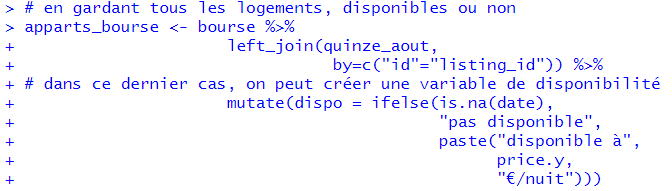 > # en gardant tous les logements, disponibles ou non
> apparts_bourse <- bourse %>%
+ left_join(quinze_aout,
+ by=c("id"="listing_id")) %>%
+ # dans ce dernier cas, on peut créer une variable de disponibilité
+ mutate(dispo = ifelse(is.na(date),
+ "pas disponible",
+ paste("disponible à",
+ price.y,
+ "€/nuit")))